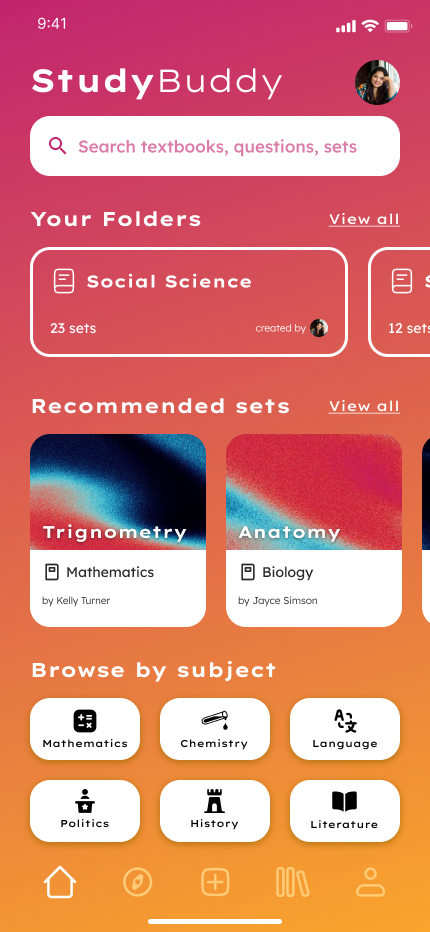 9:41
StudyBuddy
Search textbooks, questions, sets
Your Folders View all
Social Science
23 sets created by
12 sets
Recommended sets View all
Trignometry
Mathematics
by Kelly Turner
Anatomy
Biology
by Jayce Simson
Browse by subject
Mathematics Chemistry Language
Politics History Literature